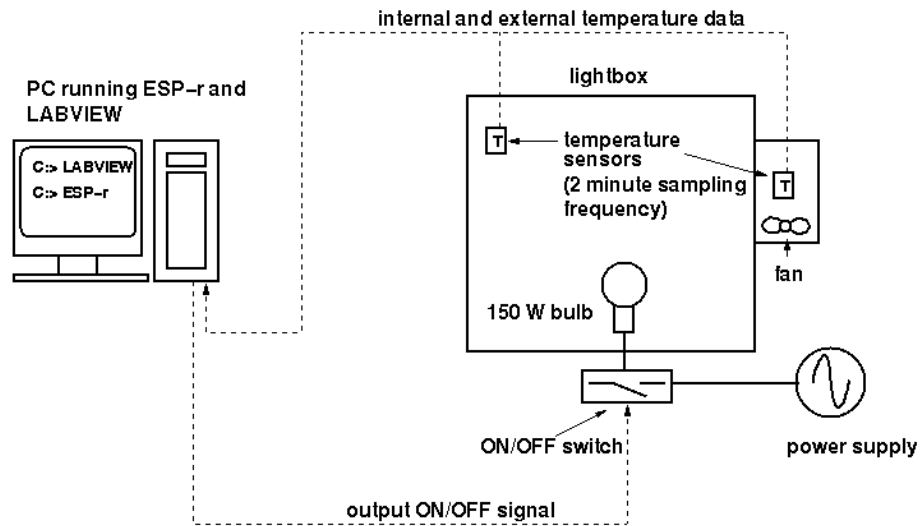 internal and external temperature data
lightbox
PC running ESP-r and
LABVIEW
C:> LABVIEW
C:> ESP-r
T
temperature
sensors
(2 minute sampling
frequency)
T
fan
150 W bulb
ON/OFF switch
power supply
output ON/OFF signal